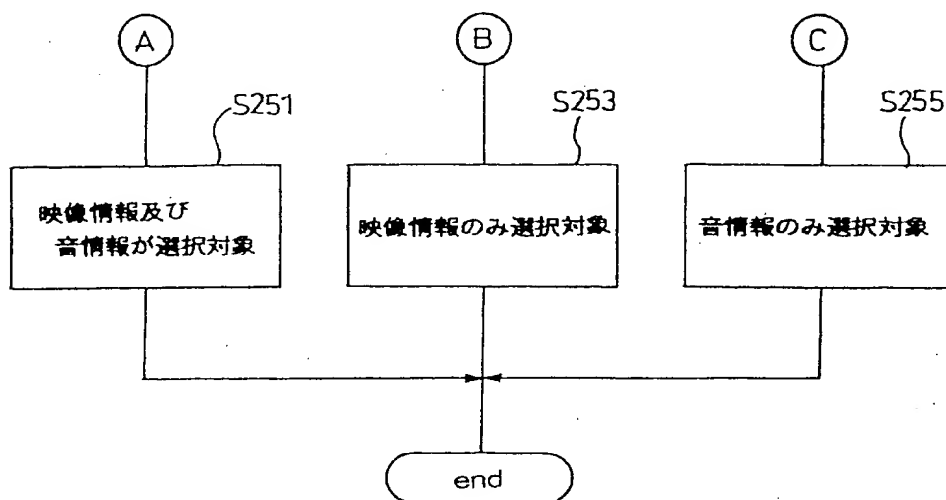 A
B
C
S251
S253
S255
映像情報及び
音情報が選択対象
映像情報のみ選択対象
音情報のみ選択対象
end